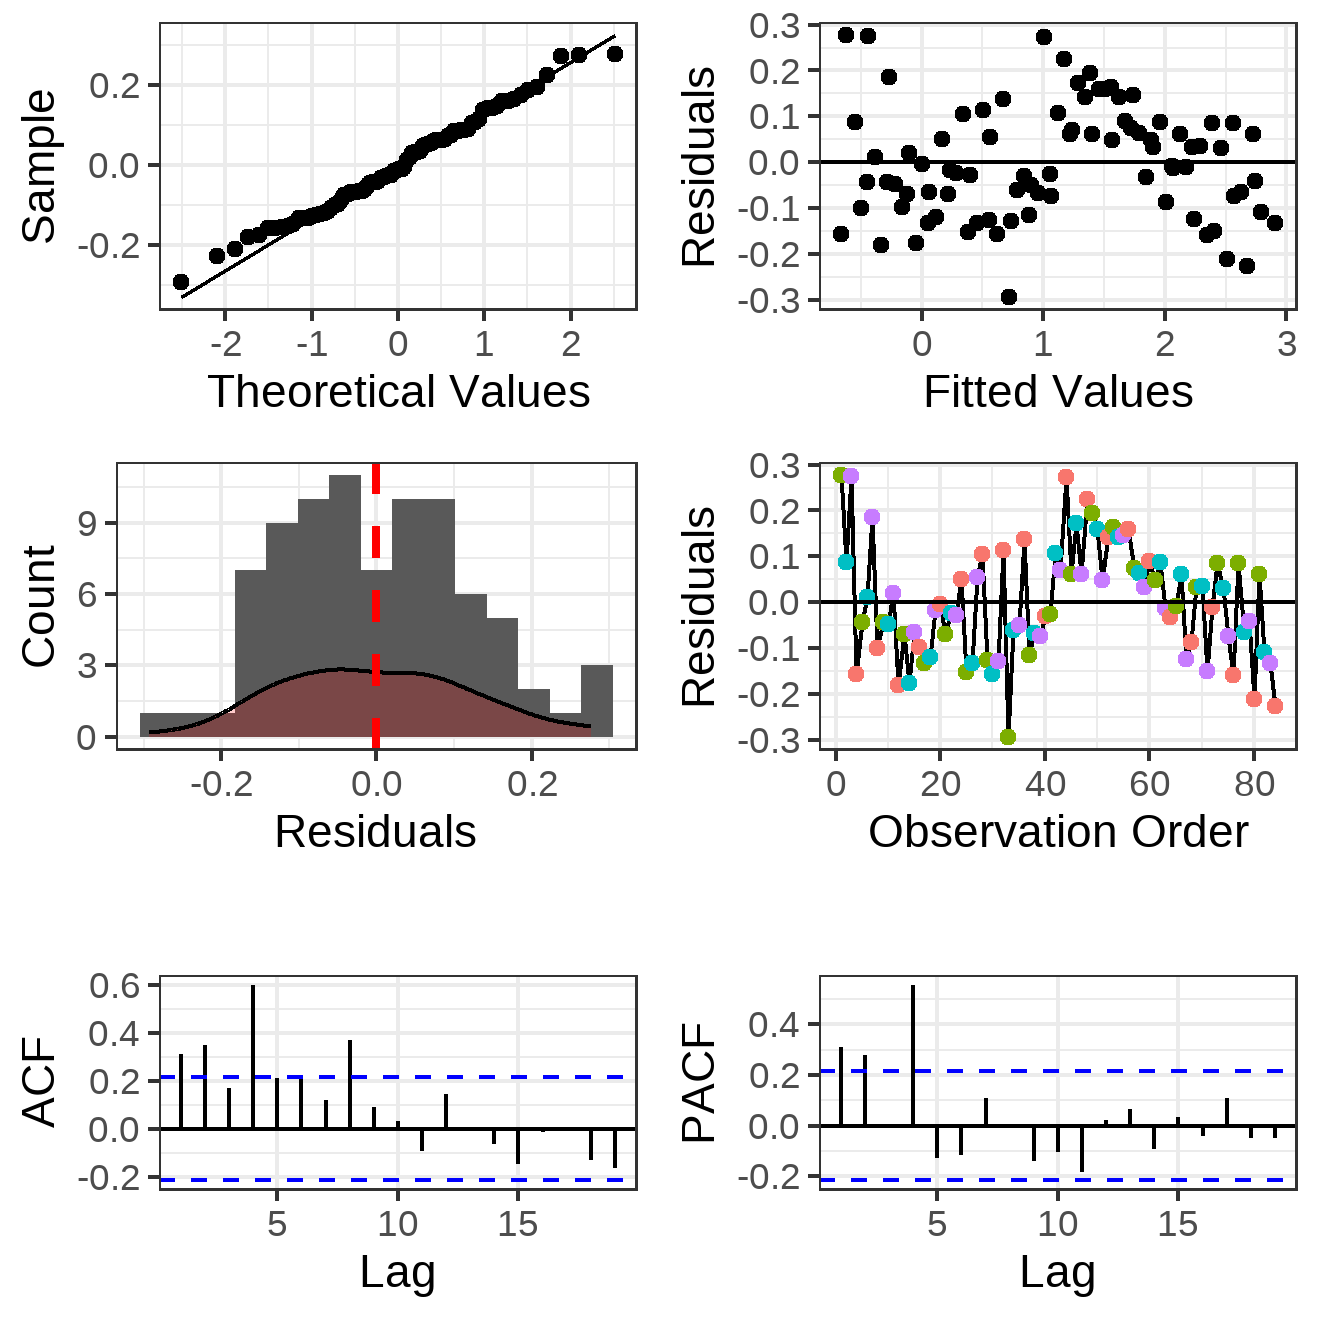 Sample
0.2
0.0
-0.2
-2 -1 0 1 2
Theoretical Values
Residuals
0.3
0.2
0.1
0.0
-0.1
-0.2
-0.3
0 1 2 3
Fitted Values
Count
9
6
3
0
-0.2 0.0 0.2
Residuals
Residuals
0.3
0.2
0.1
0.0
-0.1
-0.2
-0.3
0 20 40 60 80
Observation Order
ACF
0.6
0.4
0.2
0.0
-0.2
5 10 15
Lag
PACF
0.4
0.2
0.0
-0.2
5 10 15
Lag